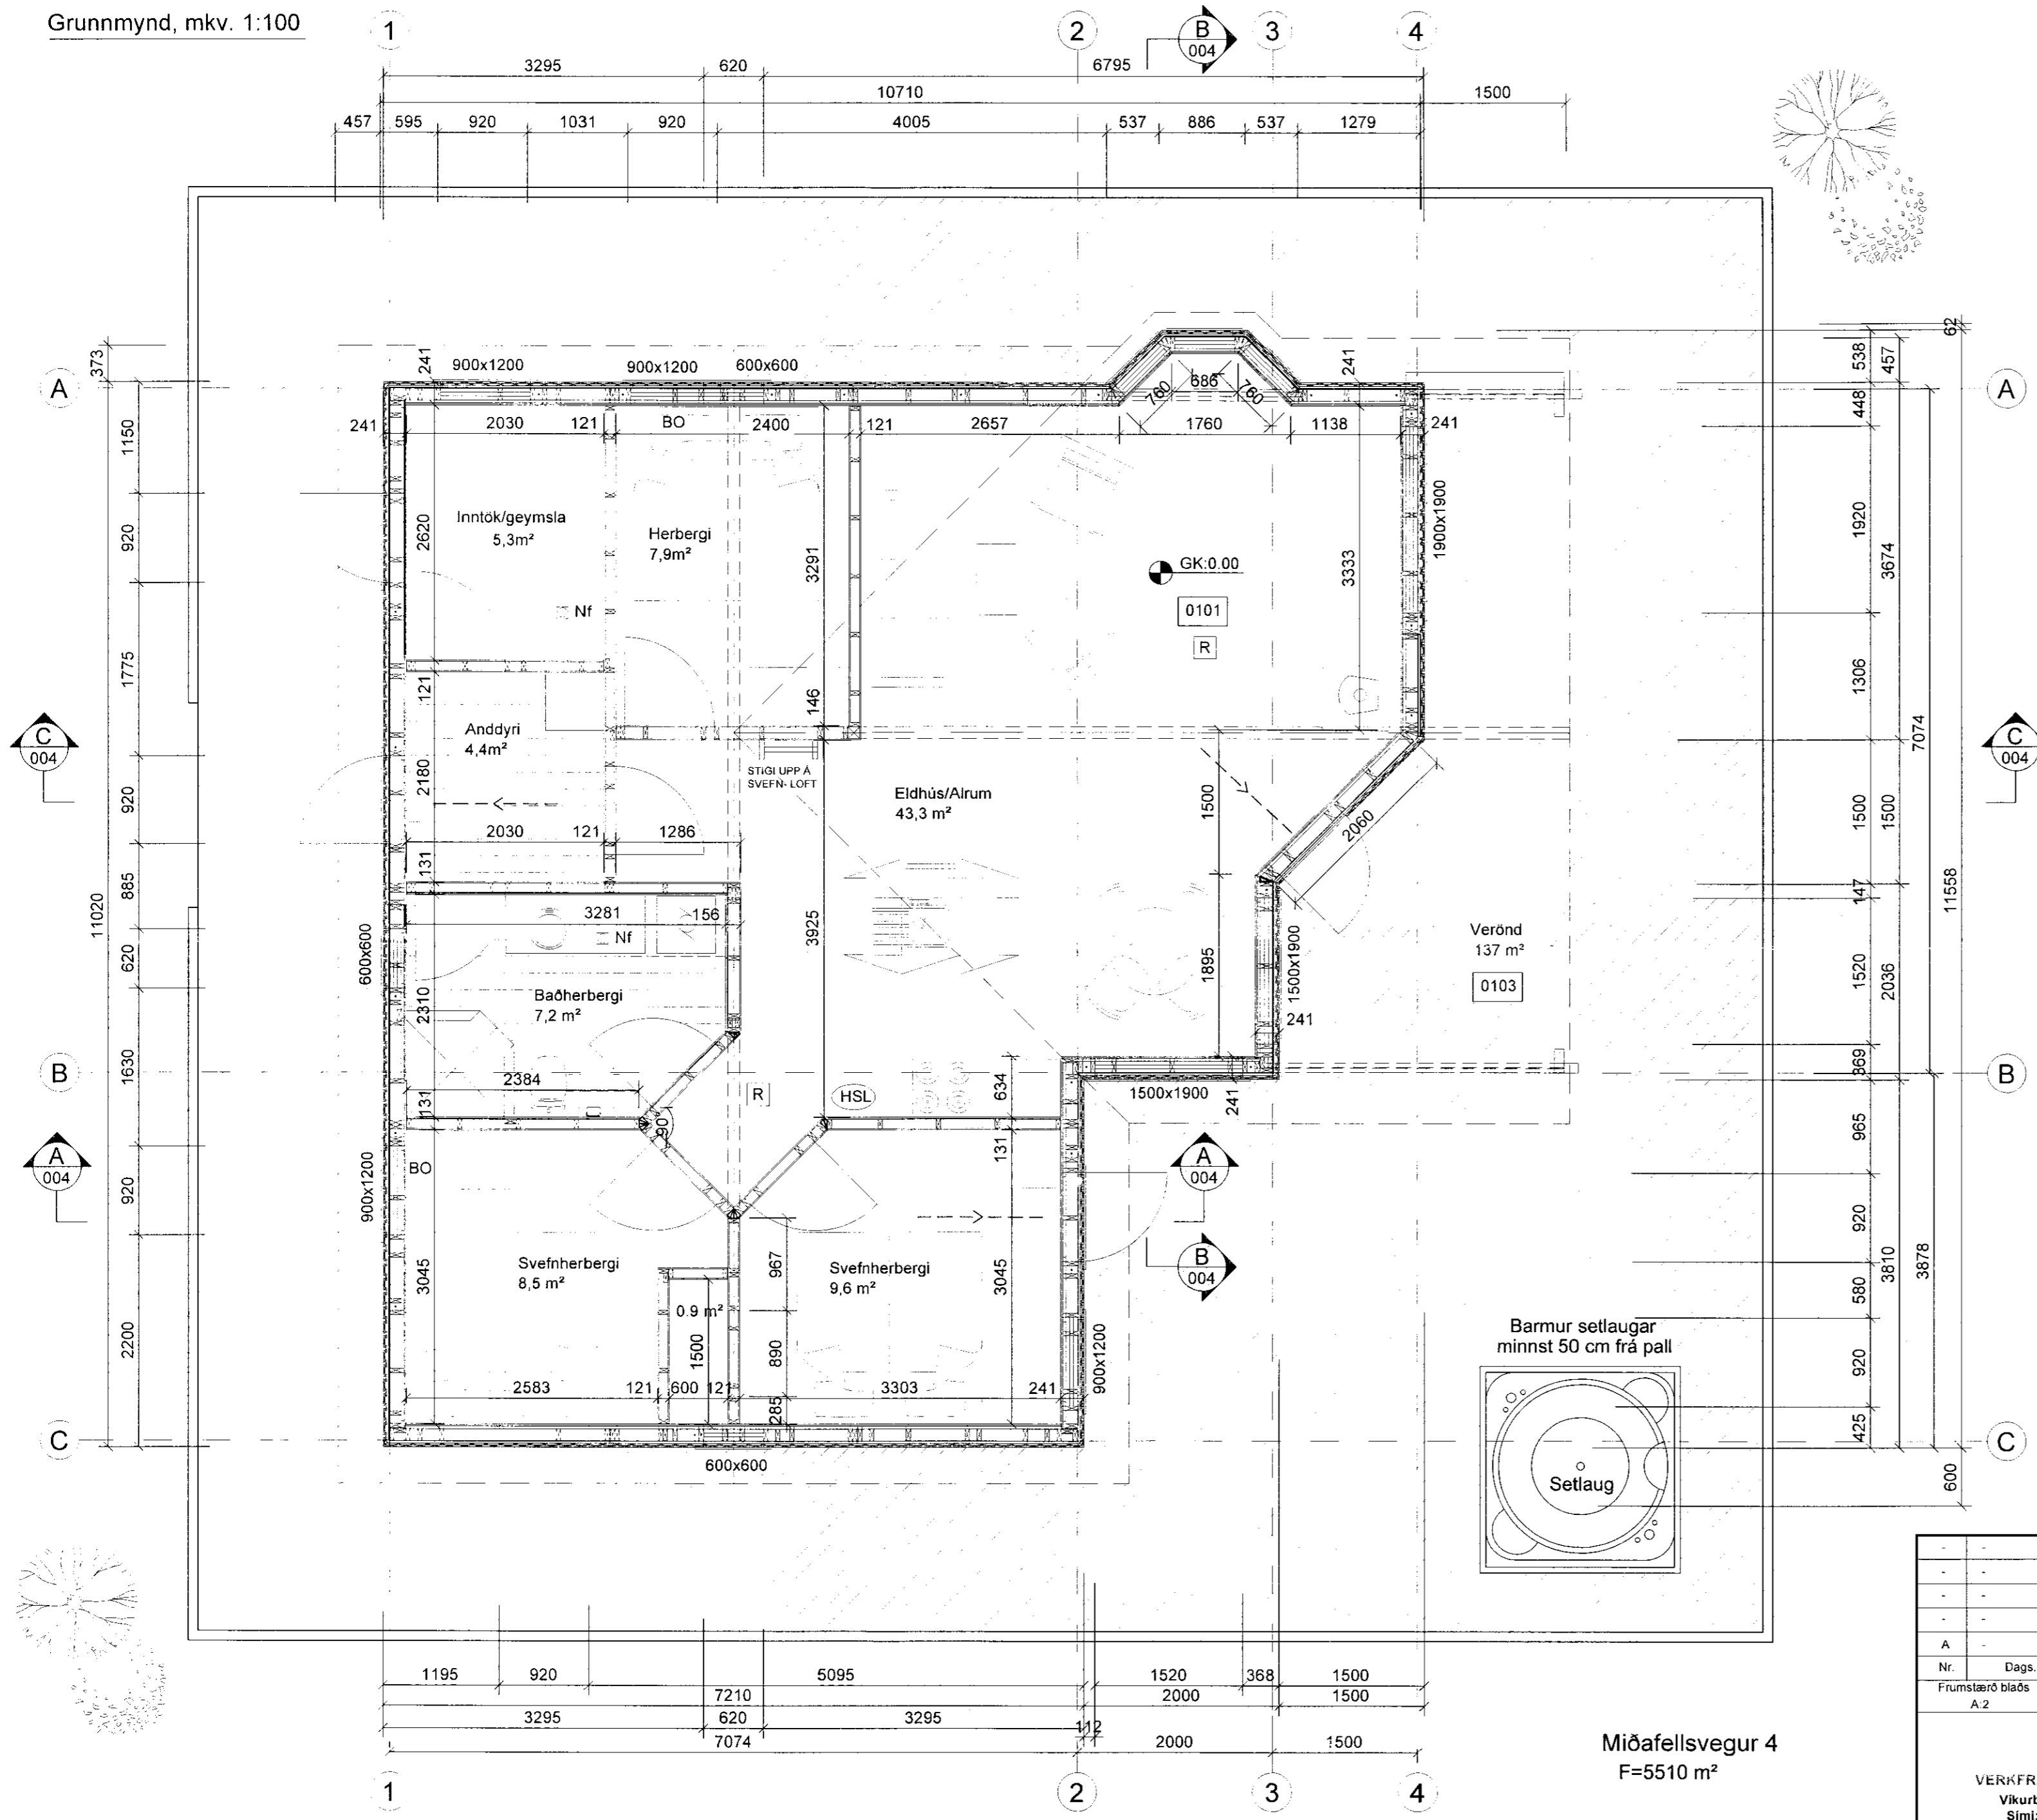 Grunnmynd, mkv. 1:100
1
2
B
004
3
4
3295
620
6795
10710
1500
457
595
920
1031
920
4005
537
886
537
1279
62
538
457
373
241
900x1200
900x1200
600x600
241
A
A
760
686
760
448
1150
241
2030
121
BO
2400
121
2657
1760
1138
241
1900x1900
1920
3674
920
2620
Inntök/geymsla
5,3m²
Herbergi
7,9m²
3291
3333
GK:0.00
0101
Nf
R
1775
121
146
1306
7074
C
004
Anddyri
4,4m²
C
004
2180
STIGI UPP Á
SVEFN- LOFT
Eldhús/Alrum
43,3 m²
920
1500
2060
1500
1500
2030
121
1286
131
885
11020
3281
156
3925
147
11558
Nf
600x600
620
1895
1500x1900
Verönd
137 m²
0103
1520
2036
Baðherbergi
7,2 m²
2310
241
B
1630
2384
131
R
HSL
634
1500x1900
241
369
B
90°
131
965
A
004
BO
900x1200
A
004
920
920
3045
Svefnherbergi
8,5 m²
967
Svefnherbergi
9,6 m²
3045
B
004
580
3810
3878
0.9 m²
1500
890
900x1200
Barmur setlaugar
minnst 50 cm frá pall
2200
920
2583
121
600
121
3303
241
285
425
C
C
600x600
Setlaug
600
- -
- -
- -
- -
A -
Nr. Dags.
Frumstærð blaðs
A:2
1195
920
5095
1520
368
1500
7210
2000
1500
3295
620
3295
112
7074
2000
1500
1
2
3
4
Miðafellsvegur 4
F=5510 m²
VERKFR
Víkurb
Sími: